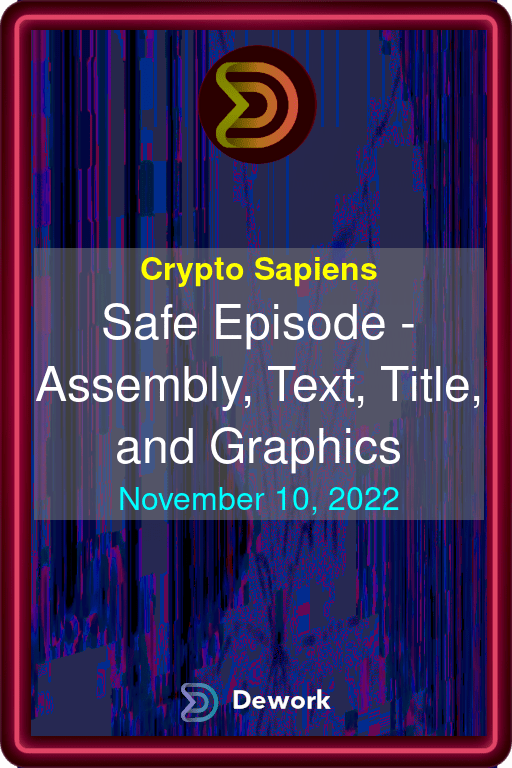 Crypto Sapiens
Safe Episode -
Assembly, Text, Title,
and Graphics
November 10, 2022
Dework